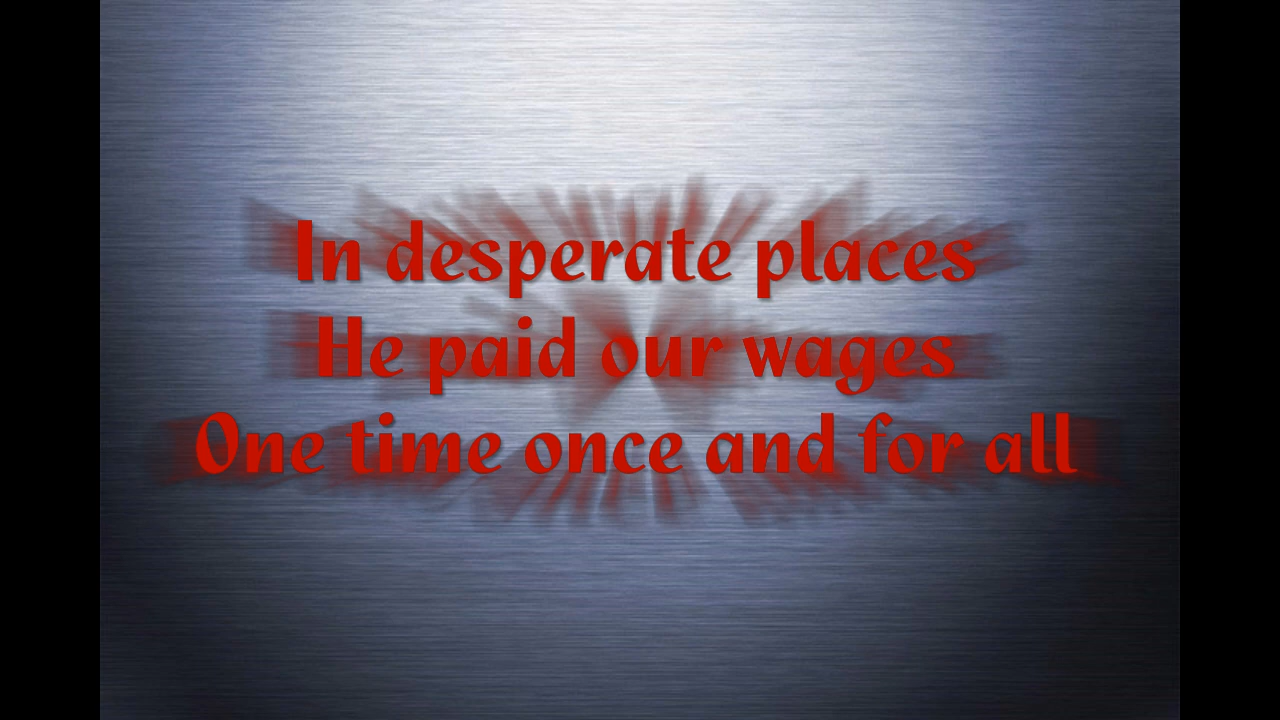 In desperate places
He paid our wages
One time once and for all